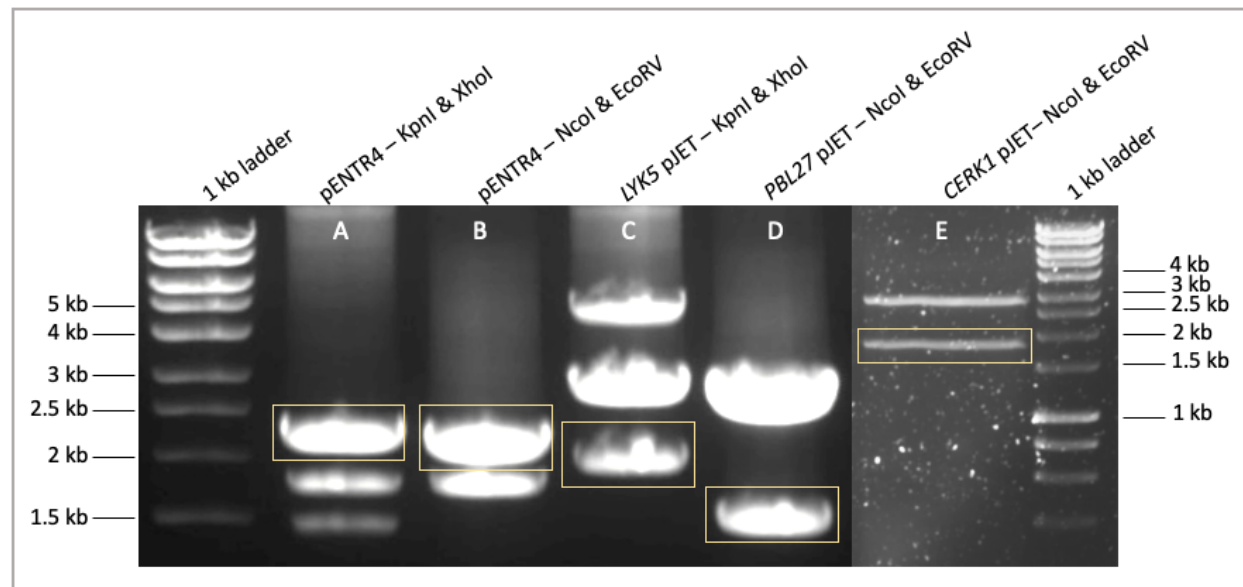 1 kb ladder
pENTR4 – KpnI & XhoI
pENTR4 – NcoI & EcoRV
LYK5 pJET – KpnI & XhoI
PBL27 pJET – NcoI & EcoRV
CERK1 pJET– NcoI & EcoRV
1 kb ladder
A
B
C
D
E
5 kb
4 kb
3 kb
2.5 kb
2 kb
1.5 kb
4 kb
3 kb
2.5 kb
2 kb
1.5 kb
1 kb